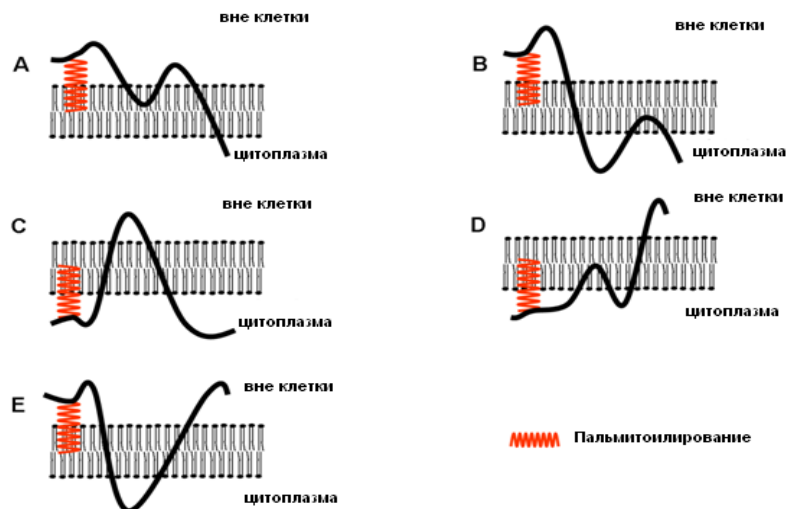 вне клетки
A
цитоплазма
вне клетки
B
цитоплазма
вне клетки
C
цитоплазма
вне клетки
D
цитоплазма
вне клетки
E
цитоплазма
Пальмитоилирование